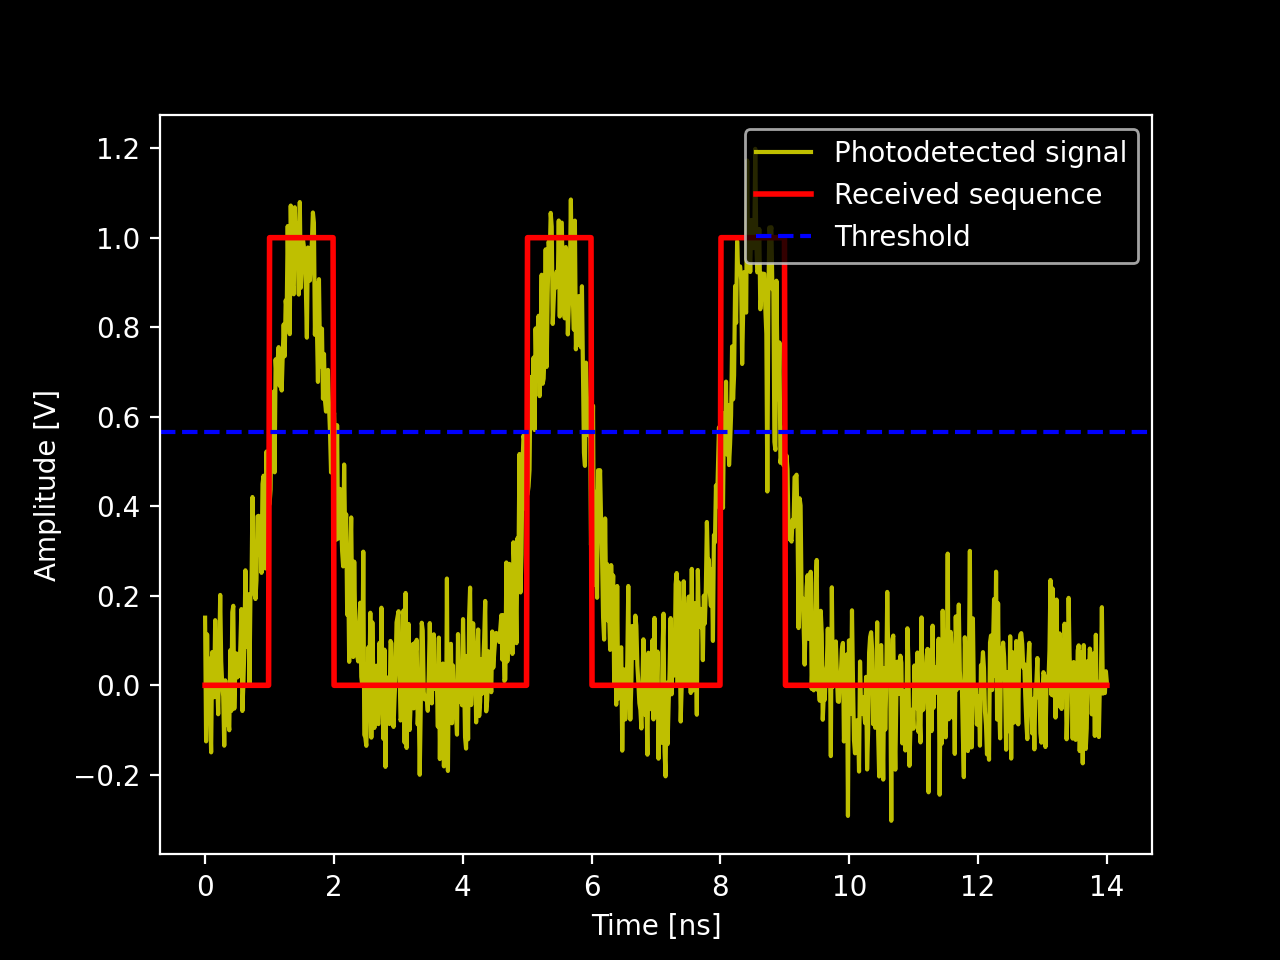 Photodetected signal
Received sequence
Threshold
1.2
1.0
0.8
0.6
0.4
0.2
0.0
−0.2
Amplitude [V]
0 2 4 6 8 10 12 14
Time [ns]